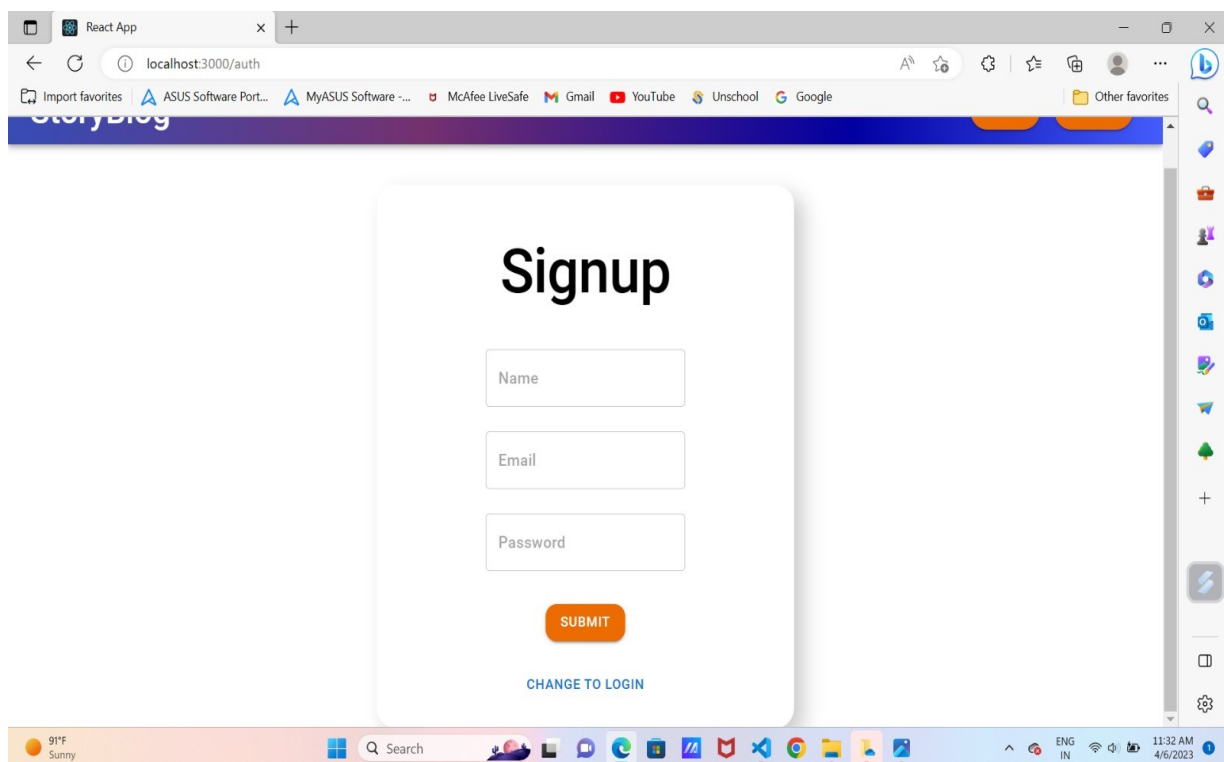 React App
localhost:3000/auth
Import favorites
ASUS Software Port...
MyASUS Software -...
McAfee LiveSafe
Gmail
YouTube
Unschool
Google
Other favorites
StoryBlog
Signup
Name
Email
Password
SUBMIT
CHANGE TO LOGIN
91°F
Sunny
Search
ENG
IN
11:32 AM
4/6/2023